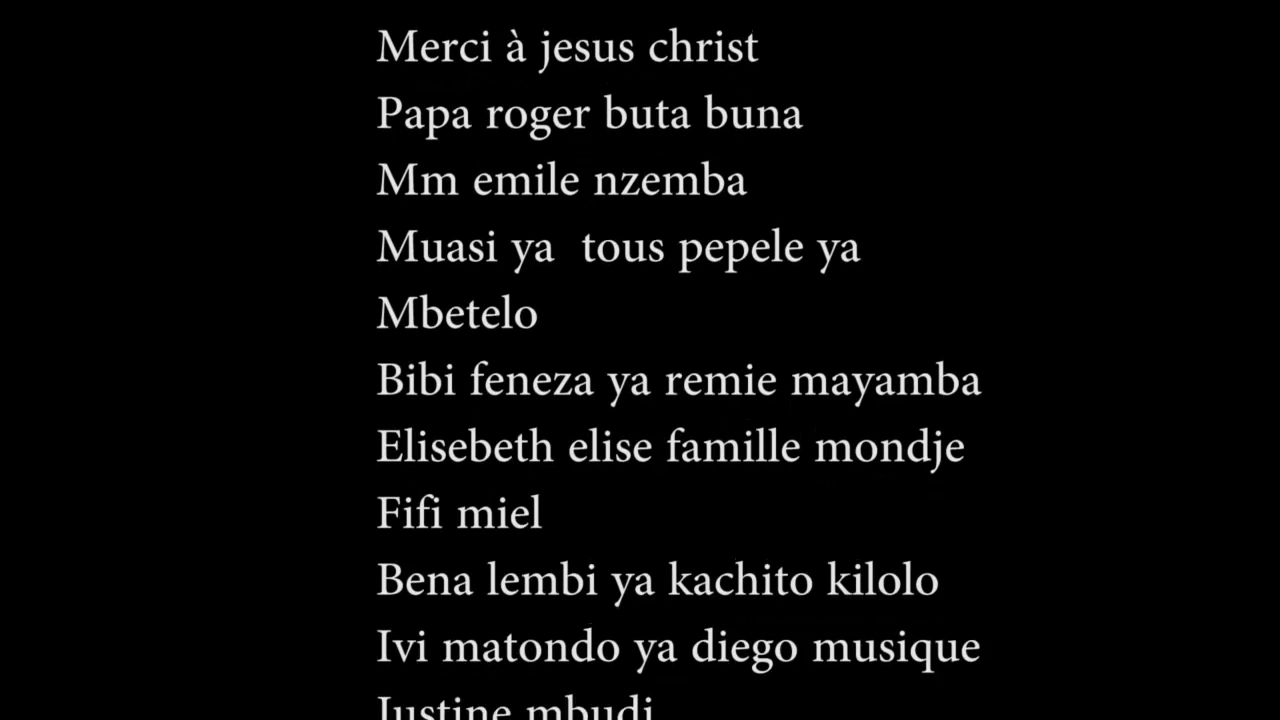 Merci à jesus christ
Papa roger buta buna
Mm emile nzemba
Muasi ya  tous pepele ya
Mbetelo
Bibi feneza ya remie mayamba
Elisebeth elise famille mondje
Fifi miel
Bena lembi ya kachito kilolo
Ivi matondo ya diego musique
Justine mbudi